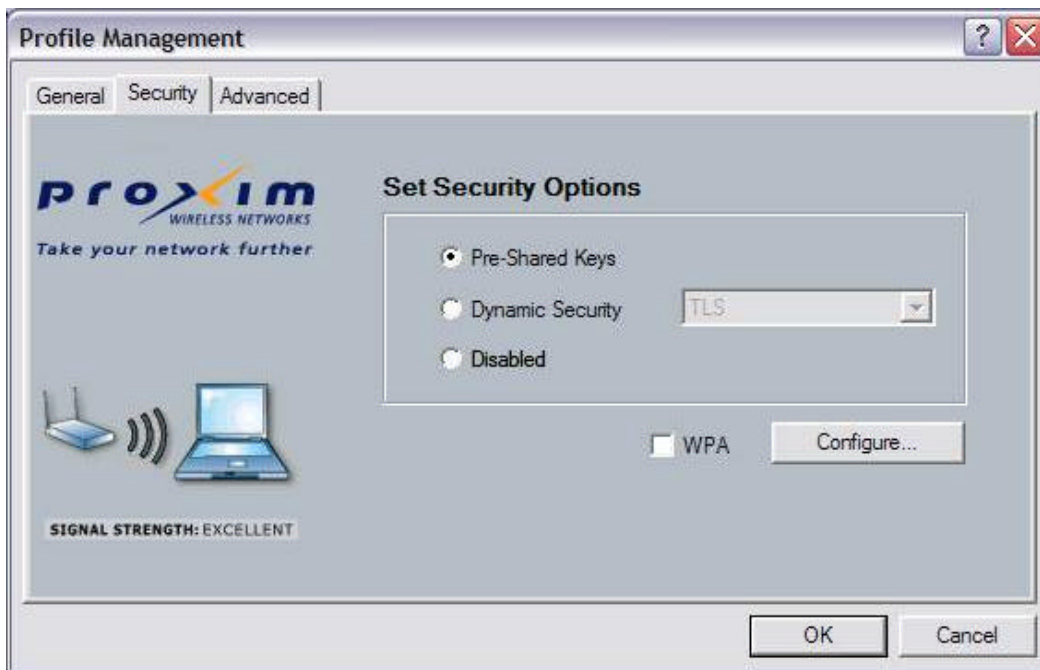 Profile Management
General Security Advanced
proxim
WIRELESS NETWORKS
Take your network further
SIGNAL STRENGTH: EXCELLENT
Set Security Options
Pre-Shared Keys
Dynamic Security TLS
Disabled
WPA Configure...
OK Cancel